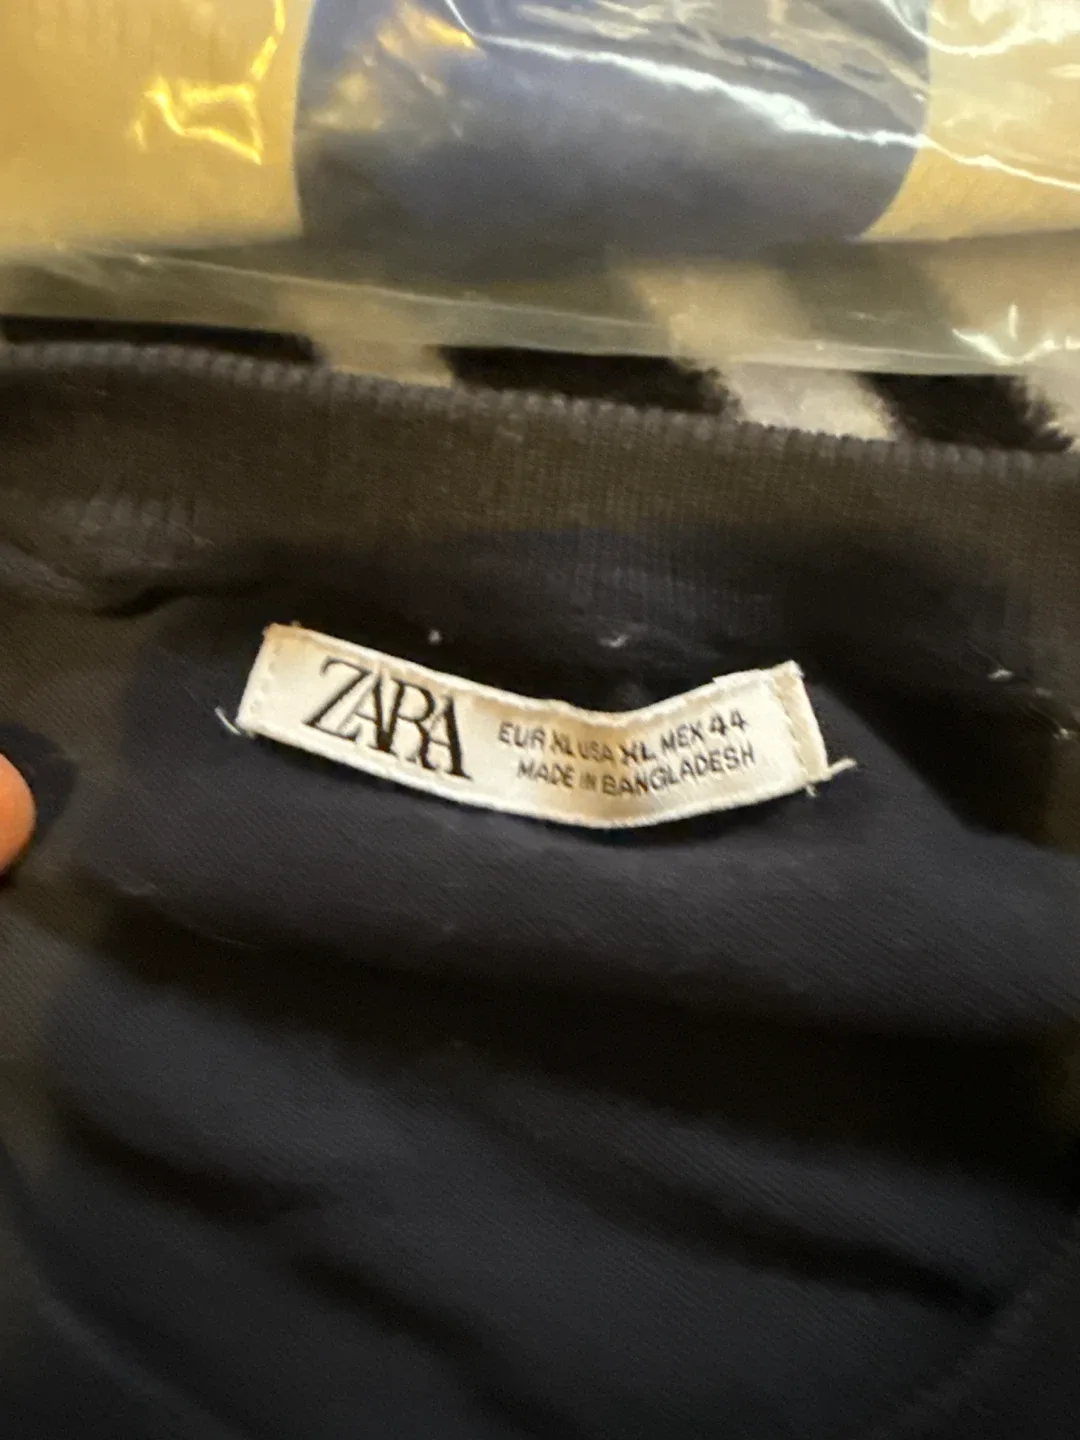 ZARA
EUR XL USA XL MEX 44
MADE IN BANGLADESH